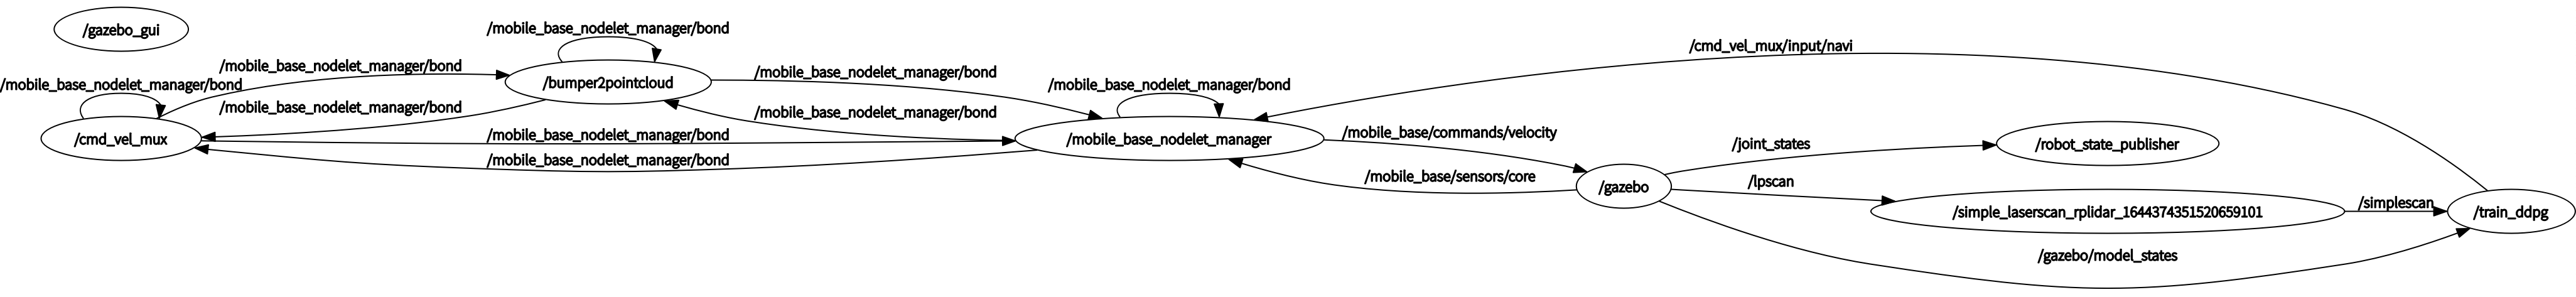 /gazebo_gui
/mobile_base_nodelet_manager/bond
/cmd_vel_mux/input/navi
/mobile_base_nodelet_manager/bond
/mobile_base_nodelet_manager/bond
/mobile_base_nodelet_manager/bond
/bumper2pointcloud
/mobile_base_nodelet_manager/bond
/mobile_base_nodelet_manager/bond
/mobile_base_nodelet_manager/bond
/cmd_vel_mux
/mobile_base_nodelet_manager/bond
/mobile_base_nodelet_manager/bond
/mobile_base_nodelet_manager/bond
/mobile_base_nodelet_manager
/mobile_base/commands/velocity
/joint_states
/robot_state_publisher
/mobile_base/sensors/core
/gazebo
/lpscan
/simple_laserscan_rplidar_1644374351520659101
/simplescan
/train_ddpg
/gazebo/model_states